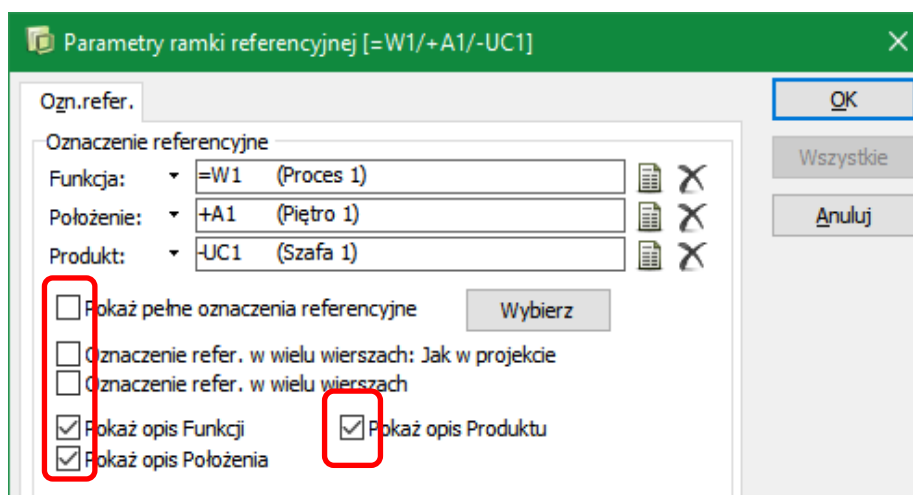 Parametry ramki referencyjnej [=W1/+A1/-UC1]
Ozn.refer.
OK
Wszystkie
Anuluj
Oznaczenie referencyjne
Funkcja: =W1 (Proces 1)
Położenie: +A1 (Piętro 1)
Produkt: -UC1 (Szafa 1)
Pokaż pełne oznaczenia referencyjne Wybierz
Oznaczenie refer. w wielu wierszach: Jak w projekcie
Oznaczenie refer. w wielu wierszach
Pokaż opis Funkcji Pokaż opis Produktu
Pokaż opis Położenia